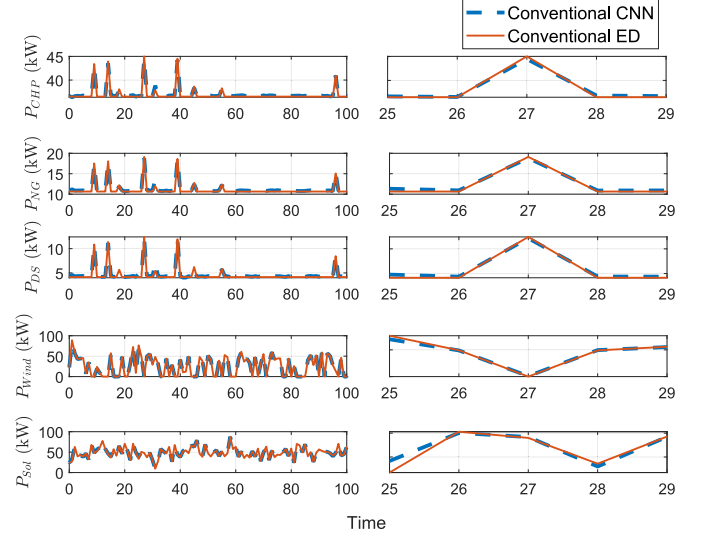 Conventional CNN
Conventional ED
P_CHP (kW)
45
40
0 20 40 60 80 100
25 26 27 28 29
P_NG (kW)
20
15
10
0 20 40 60 80 100
25 26 27 28 29
P_DS (kW)
10
5
0 20 40 60 80 100
25 26 27 28 29
P_Wind (kW)
100
50
0
0 20 40 60 80 100
25 26 27 28 29
P_Sol (kW)
100
50
0
0 20 40 60 80 100
25 26 27 28 29
Time